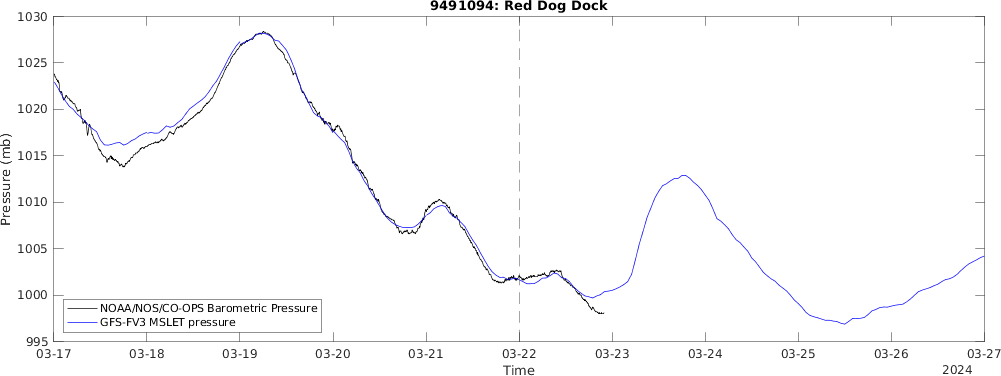 9491094: Red Dog Dock
1030
1025
1020
1015
1010
1005
1000
995
Pressure (mb)
NOAA/NOS/CO-OPS Barometric Pressure
GFS-FV3 MSLET pressure
03-17 03-18 03-19 03-20 03-21 03-22 03-23 03-24 03-25 03-26 03-27
Time
2024